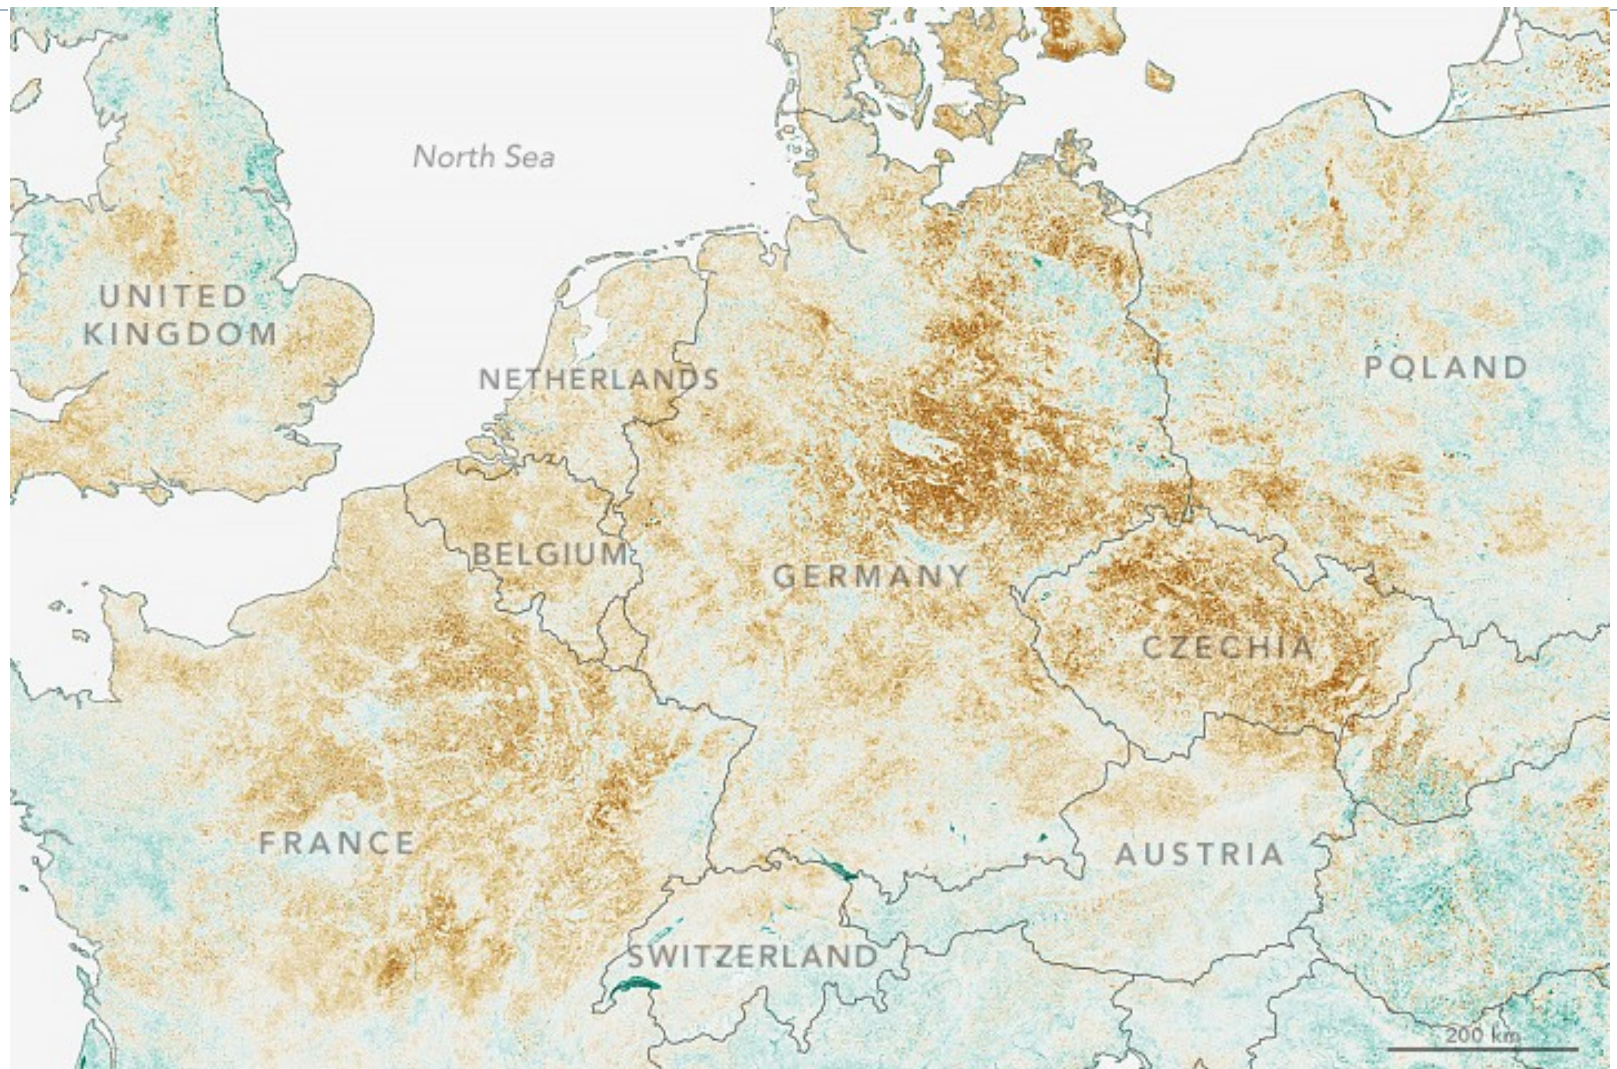 North Sea
UNITED
KINGDOM
NETHERLANDS
POLAND
BELGIUM
GERMANY
CZECHIA
FRANCE
AUSTRIA
SWITZERLAND
200 km